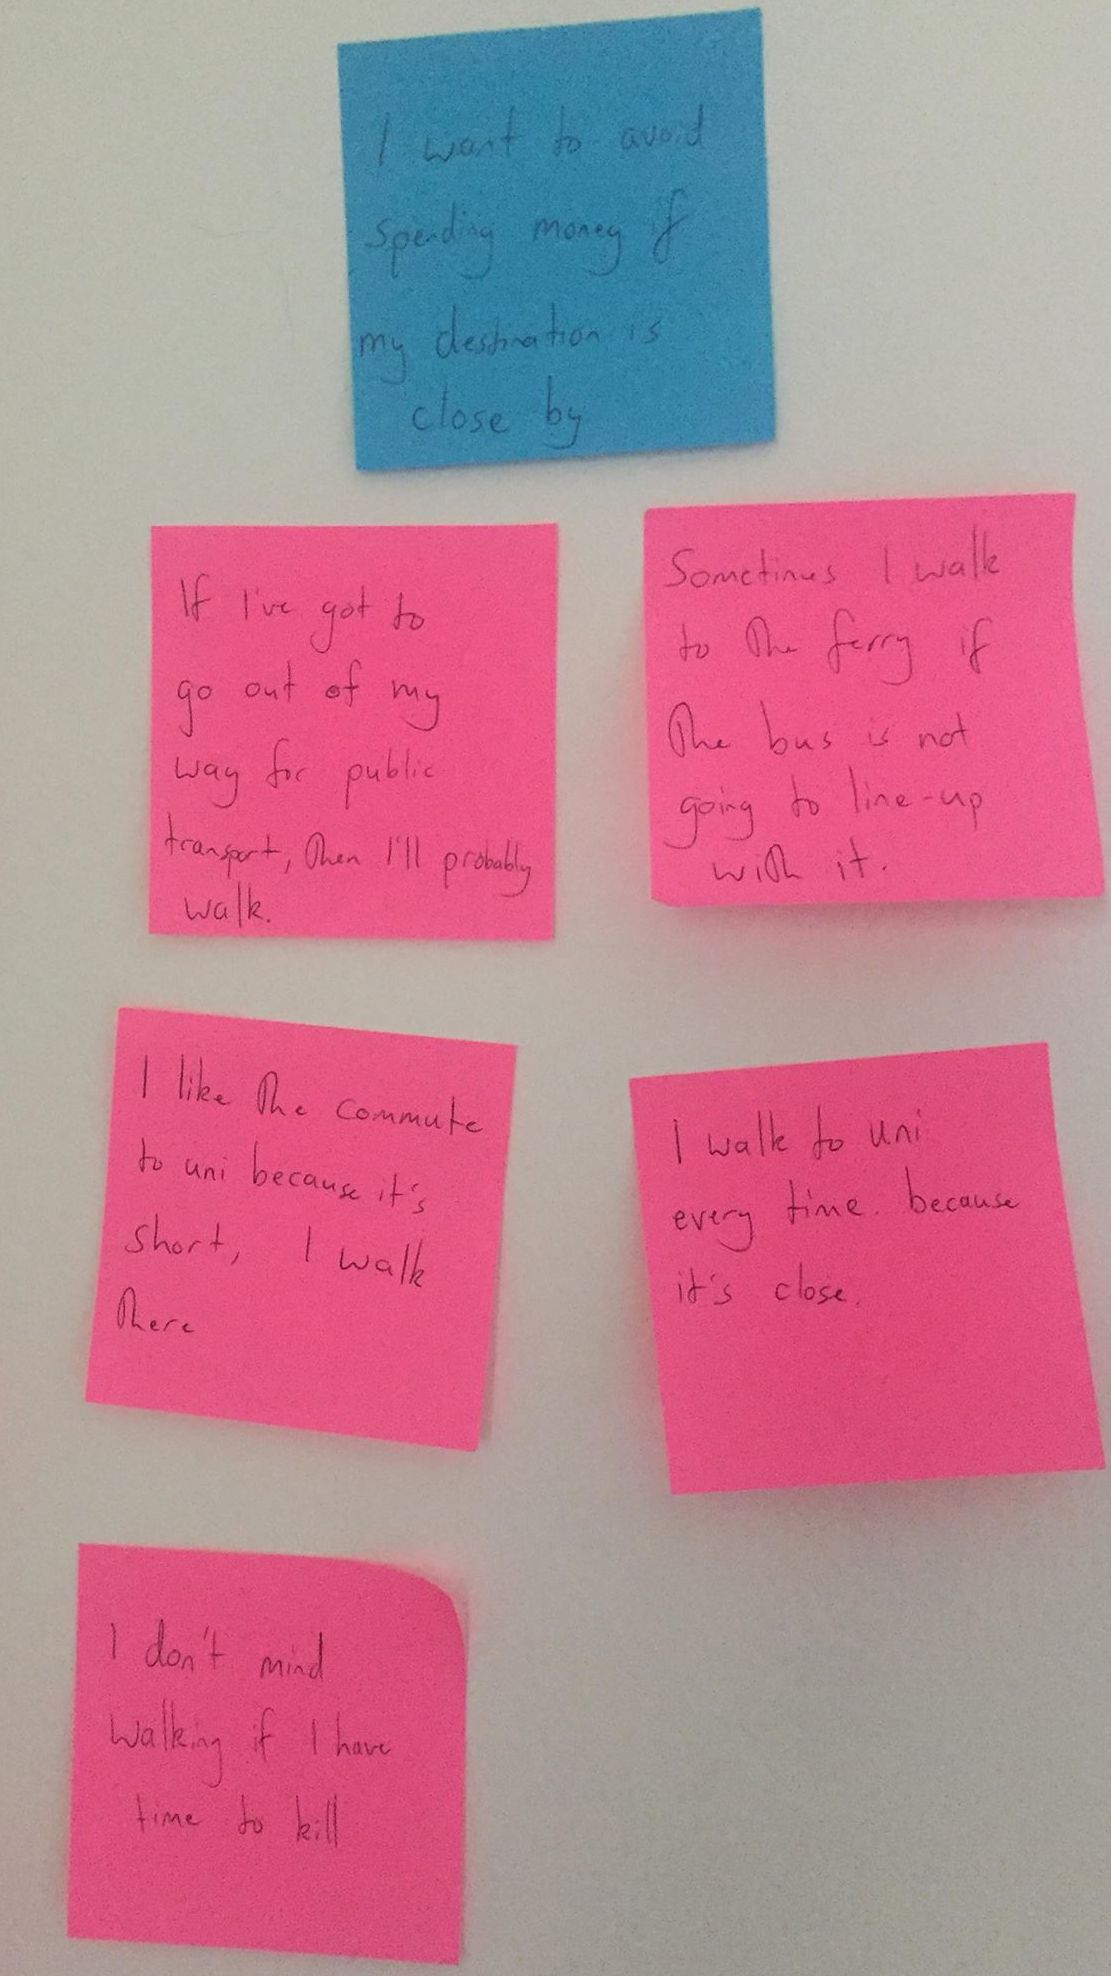 I want to avoid
spending money if
my destination is
close by
If I've got to
go out of my
way for public
transport, then I'll probably
walk.
Sometimes I walk
to the ferry if
the bus is not
going to line-up
with it.
I like the commute
to uni because it's
short, I walk
there
I walk to uni
every time. because
it's close.
I don't mind
walking if I have
time to kill